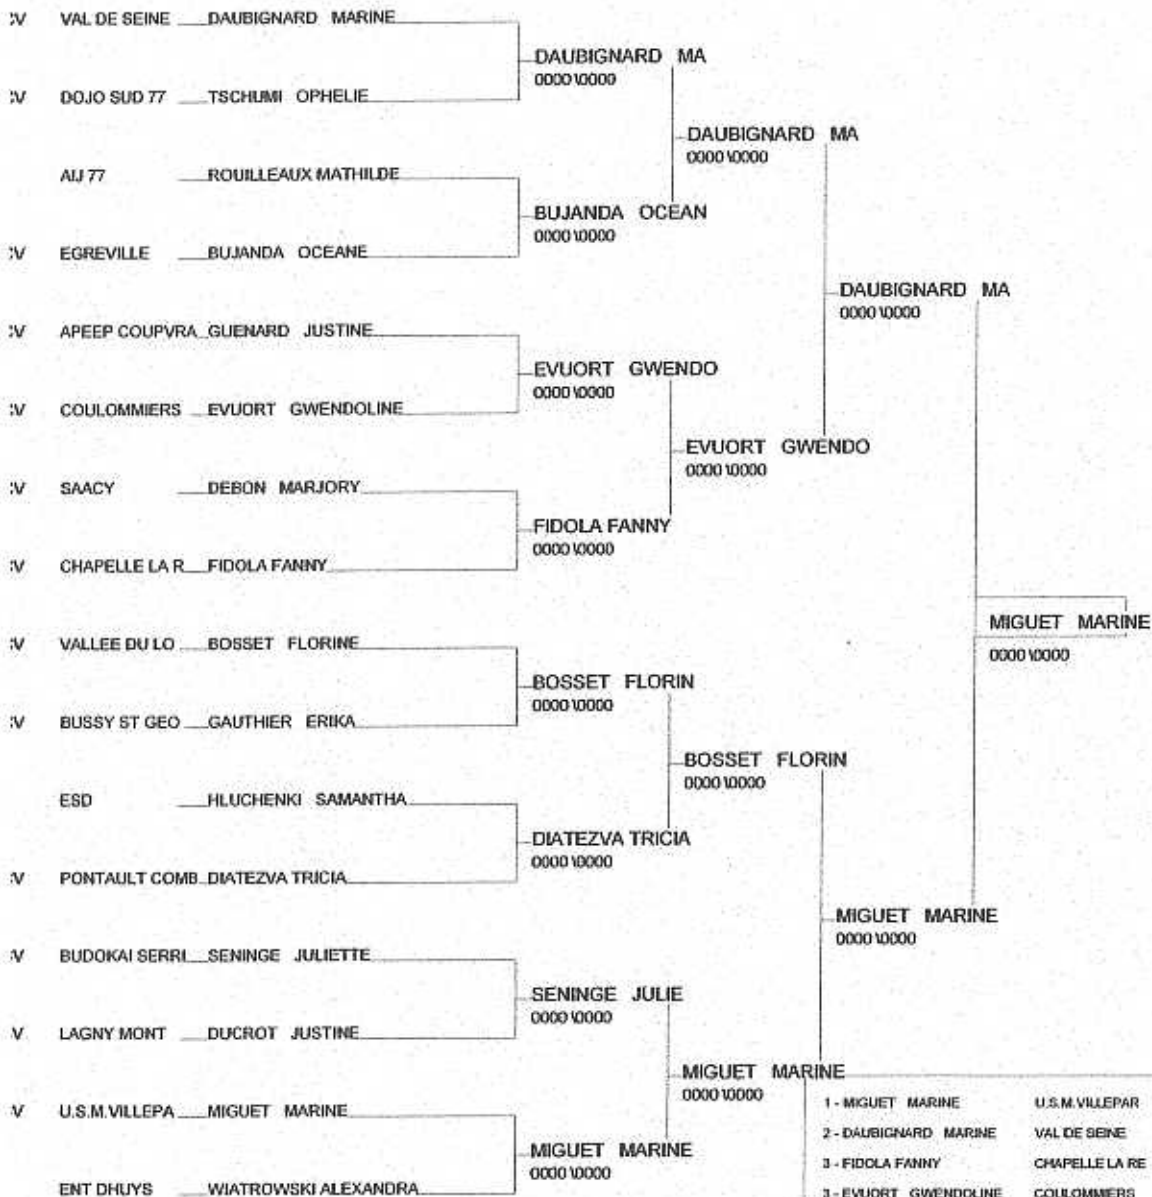 :V VAL DE SEINE DAUBIGNARD MARINE
DAUBIGNARD MA
0000 \0000
:V DOJO SUD 77 TSCHUMI OPHELIE
DAUBIGNARD MA
0000 \0000
AIJ 77 ROUILLEAUX MATHILDE
BUJANDA OCEAN
0000 \0000
:V EGREVILLE BUJANDA OCEANE
DAUBIGNARD MA
0000 \0000
:V APEEP COUPVRA GUENARD JUSTINE
EVUORT GWENDO
0000 \0000
:V COULOMMIERS EVUORT GWENDOLINE
EVUORT GWENDO
0000 \0000
:V SAACY DEBON MARJORY
FIDOLA FANNY
0000 \0000
:V CHAPELLE LA R FIDOLA FANNY
MIGUET MARINE
0000 \0000
:V VALLEE DU LO BOSSET FLORINE
BOSSET FLORIN
0000 \0000
:V BUSSY ST GEO GAUTHIER ERIKA
BOSSET FLORIN
0000 \0000
ESD HLUCHENKI SAMANTHA
DIATEZVA TRICIA
0000 \0000
:V PONTAULT COMB DIATEZVA TRICIA
MIGUET MARINE
0000 \0000
:V BUDOKAI SERRI SENINGE JULIETTE
SENINGE JULIE
0000 \0000
:V LAGNY MONT DUCROT JUSTINE
MIGUET MARINE
0000 \0000
:V U.S.M.VILLEPA MIGUET MARINE
MIGUET MARINE
0000 \0000
ENT DHUYS WIATROWSKI ALEXANDRA
1 - MIGUET MARINE U.S.M.VILLEPAR
2 - DAUBIGNARD MARINE VAL DE SEINE
3 - FIDOLA FANNY CHAPELLE LA RE
3 - EVUORT GWENDOLINE COULOMMIERS